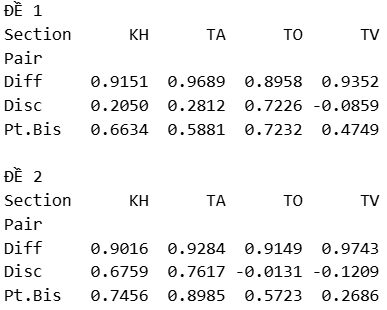 ĐỀ 1
Section KH TA TO TV
Pair
Diff 0.9151 0.9689 0.8958 0.9352
Disc 0.2050 0.2812 0.7226 -0.0859
Pt.Bis 0.6634 0.5881 0.7232 0.4749
ĐỀ 2
Section KH TA TO TV
Pair
Diff 0.9016 0.9284 0.9149 0.9743
Disc 0.6759 0.7617 -0.0131 -0.1209
Pt.Bis 0.7456 0.8985 0.5723 0.2686